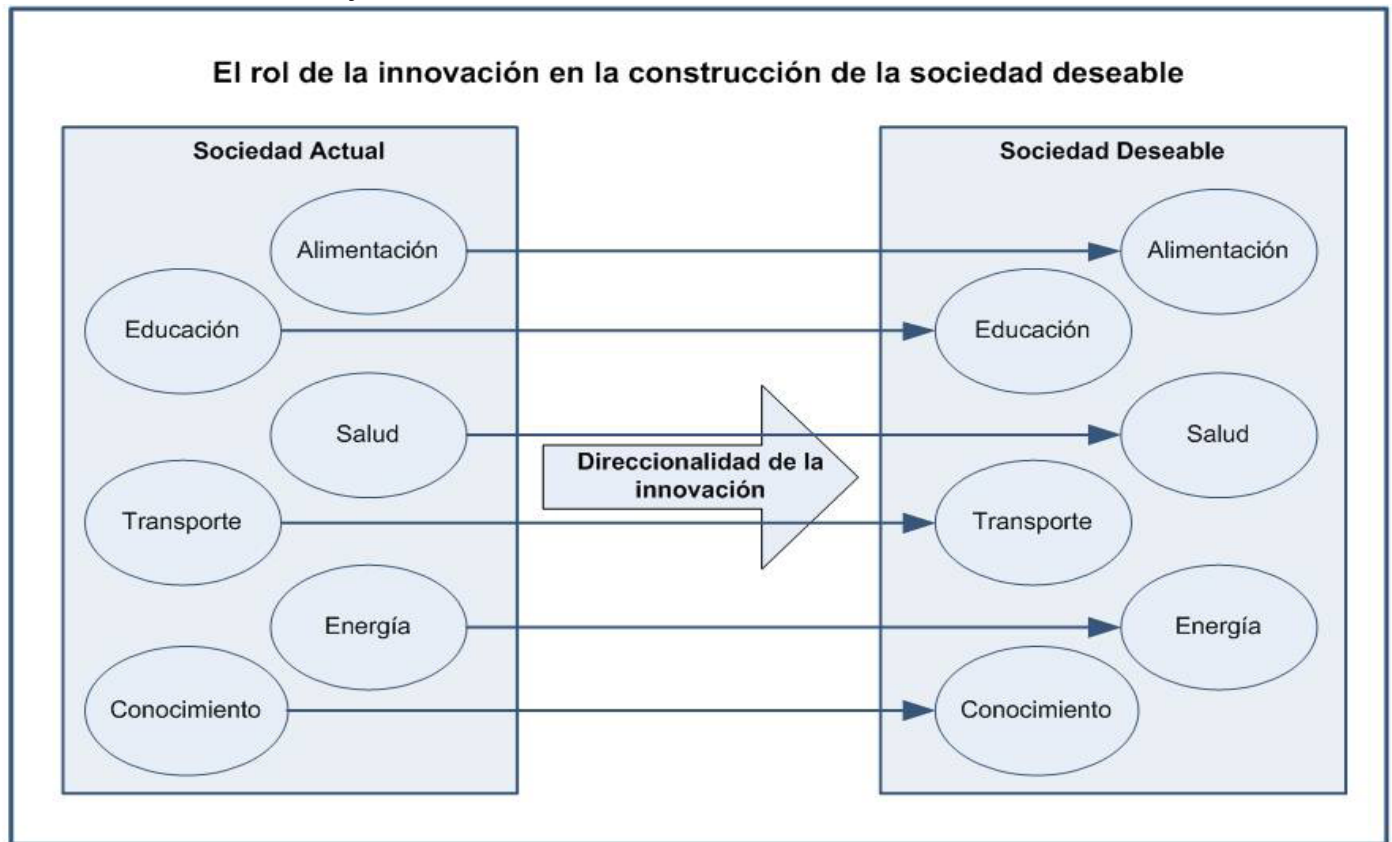 El rol de la innovación en la construcción de la sociedad deseable
Sociedad Actual
Alimentación
Educación
Salud
Transporte
Energía
Conocimiento
Direccionalidad de la
innovación
Sociedad Deseable
Alimentación
Educación
Salud
Transporte
Energía
Conocimiento